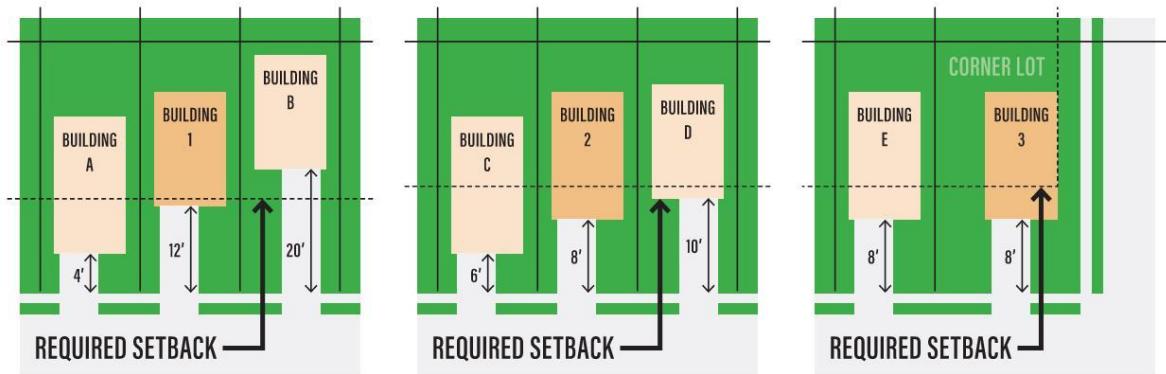 BUILDING
A
4'
BUILDING
1
12'
BUILDING
B
20'
REQUIRED SETBACK
BUILDING
C
6'
BUILDING
2
8'
BUILDING
D
10'
REQUIRED SETBACK
CORNER LOT
BUILDING
E
8'
BUILDING
3
8'
REQUIRED SETBACK